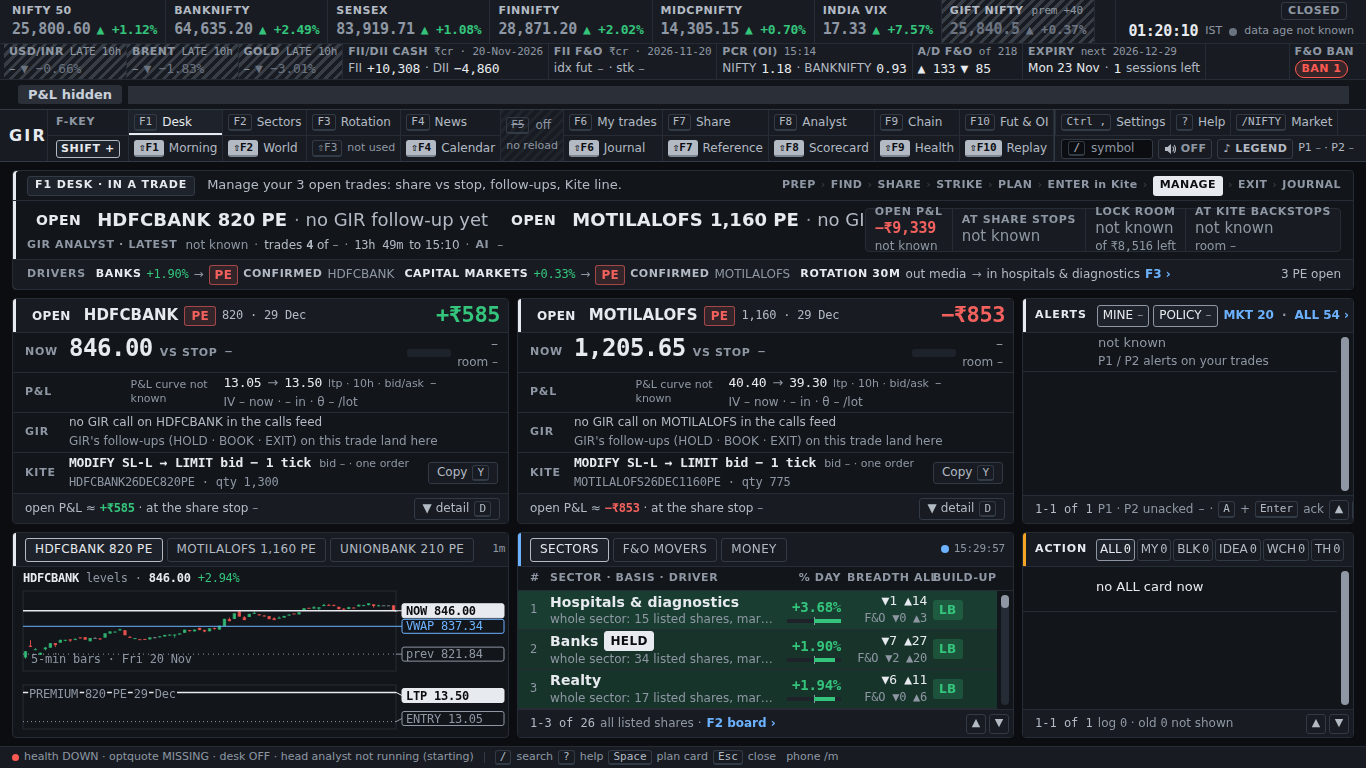 NIFTY 50 BANKNIFTY SENSEX FINNIFTY MIDCPNIFTY INDIA VIX GIFT NIFTY prem +40 CLOSED
25,800.60 ▲ +1.12% 64,635.20 ▲ +2.49% 83,919.71 ▲ +1.08% 28,871.20 ▲ +2.02% 14,305.15 ▲ +0.70% 17.33 ▲ +7.57% 25,840.5 ▲ +0.37% 01:20:10 IST ● data age not known
USD/INR LATE 10h BRENT LATE 10h GOLD LATE 10h FII/DII CASH ₹cr · 20-Nov-2026 FII F&O ₹cr · 2026-11-20 PCR (OI) 15:14 A/D F&O of 218 EXPIRY next 2026-12-29 F&O BAN
– ▼ −0.66% – ▼ −1.83% – ▼ −3.01% FII +10,308 · DII −4,860 idx fut – · stk – NIFTY 1.18 · BANKNIFTY 0.93 ▲ 133 ▼ 85 Mon 23 Nov · 1 sessions left BAN 1
P&L hidden
GIR F-KEY F1 Desk F2 Sectors F3 Rotation F4 News F5 off F6 My trades F7 Share F8 Analyst F9 Chain F10 Fut & OI Ctrl , Settings ? Help /NIFTY Market
SHIFT + ⇧F1 Morning ⇧F2 World ⇧F3 not used ⇧F4 Calendar no reload ⇧F6 Journal ⇧F7 Reference ⇧F8 Scorecard ⇧F9 Health ⇧F10 Replay / symbol OFF ♪ LEGEND P1 – · P2 –
F1 DESK · IN A TRADE Manage your 3 open trades: share vs stop, follow-ups, Kite line. PREP › FIND › SHARE › STRIKE › PLAN › ENTER in Kite › MANAGE › EXIT › JOURNAL
OPEN HDFCBANK 820 PE · no GIR follow-up yet OPEN MOTILALOFS 1,160 PE · no GI
OPEN P&L AT SHARE STOPS LOCK ROOM AT KITE BACKSTOPS
−₹9,339 not known not known not known
not known of ₹8,516 left room –
GIR ANALYST · LATEST not known · trades 4 of – · 13h 49m to 15:10 · AI –
DRIVERS BANKS +1.90% → PE CONFIRMED HDFCBANK CAPITAL MARKETS +0.33% → PE CONFIRMED MOTILALOFS ROTATION 30M out media → in hospitals & diagnostics F3 › 3 PE open
OPEN HDFCBANK PE 820 · 29 Dec +₹585
NOW 846.00 VS STOP – –
room –
P&L P&L curve not known 13.05 → 13.50 ltp · 10h · bid/ask –
IV – now · – in · θ – /lot
GIR no GIR call on HDFCBANK in the calls feed
GIR's follow-ups (HOLD · BOOK · EXIT) on this trade land here
KITE MODIFY SL-L → LIMIT bid − 1 tick bid – · one order
HDFCBANK26DEC820PE · qty 1,300 Copy Y
open P&L ≈ +₹585 · at the share stop – ▼ detail D
OPEN MOTILALOFS PE 1,160 · 29 Dec −₹853
NOW 1,205.65 VS STOP – –
room –
P&L P&L curve not known 40.40 → 39.30 ltp · 10h · bid/ask –
IV – now · – in · θ – /lot
GIR no GIR call on MOTILALOFS in the calls feed
GIR's follow-ups (HOLD · BOOK · EXIT) on this trade land here
KITE MODIFY SL-L → LIMIT bid − 1 tick bid – · one order
MOTILALOFS26DEC1160PE · qty 775 Copy Y
open P&L ≈ −₹853 · at the share stop – ▼ detail D
ALERTS MINE – POLICY – MKT 20 · ALL 54 ›
not known
P1 / P2 alerts on your trades
1-1 of 1 P1 · P2 unacked – · A + Enter ack ▲
HDFCBANK 820 PE MOTILALOFS 1,160 PE UNIONBANK 210 PE 1m
HDFCBANK levels · 846.00 +2.94%
NOW 846.00
VWAP 837.34
prev 821.84
5-min bars · Fri 20 Nov
PREMIUM 820 PE 29 Dec
LTP 13.50
ENTRY 13.05
SECTORS F&O MOVERS MONEY 15:29:57
# SECTOR · BASIS · DRIVER % DAY BREADTH ALL BUILD-UP
1 Hospitals & diagnostics +3.68% ▼1 ▲14 LB
whole sector: 15 listed shares, mar… F&O ▼0 ▲3
2 Banks HELD +1.90% ▼7 ▲27 LB
whole sector: 34 listed shares, mar… F&O ▼2 ▲20
3 Realty +1.94% ▼6 ▲11 LB
whole sector: 17 listed shares, mar… F&O ▼0 ▲6
1-3 of 26 all listed shares · F2 board › ▲ ▼
ACTION ALL 0 MY 0 BLK 0 IDEA 0 WCH 0 TH 0
no ALL card now
1-1 of 1 log 0 · old 0 not shown ▲ ▼
● health DOWN · optquote MISSING · desk OFF · head analyst not running (starting) / search ? help Space plan card Esc close phone /m